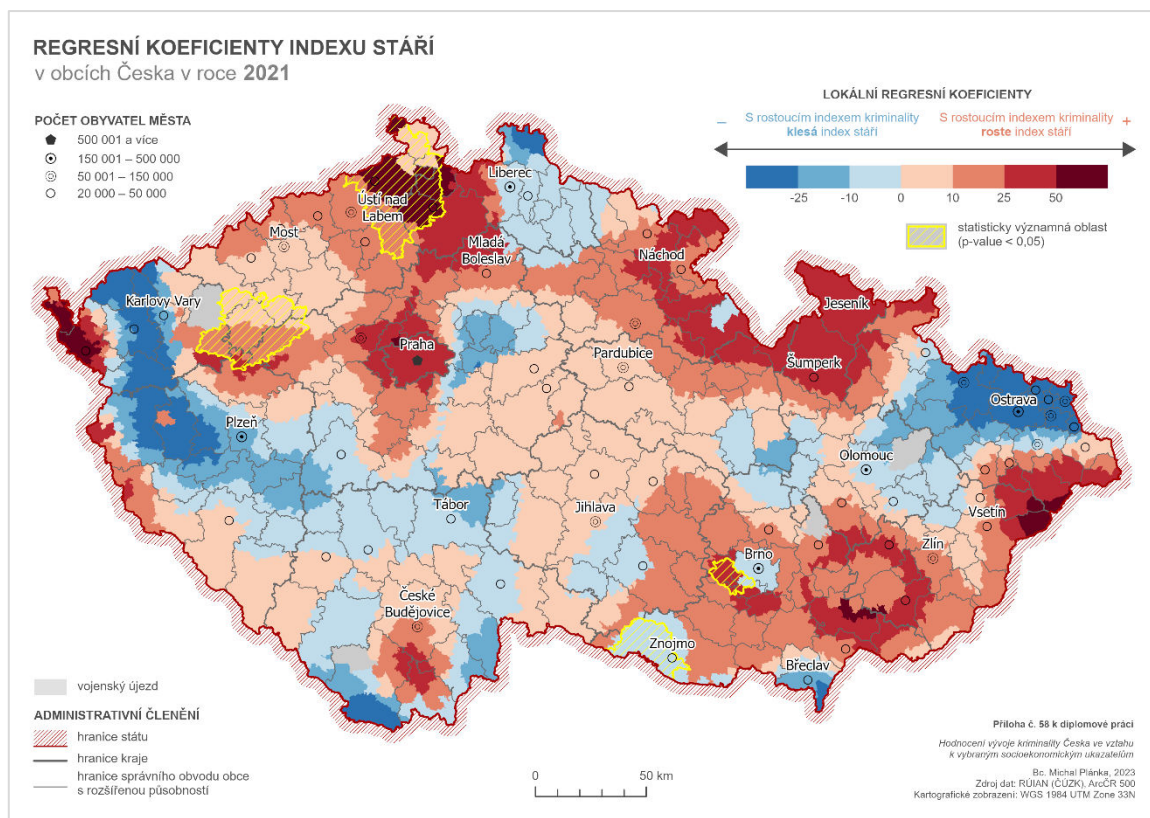 REGRESNÍ KOEFICIENTY INDEXU STÁŘÍ
v obcích Česka v roce 2021
POČET OBYVATEL MĚSTA
500 001 a více
150 001 – 500 000
50 001 – 150 000
20 000 – 50 000
LOKÁLNÍ REGRESNÍ KOEFICIENTY
– S rostoucím indexem kriminality S rostoucím indexem kriminality +
klesá index stáří roste index stáří
-25 -10 0 10 25 50
statisticky významná oblast
(p-value < 0,05)
Liberec
Ústí nad
Labem
Most
Mladá
Boleslav
Náchod
Jeseník
Karlovy Vary
Praha
Šumperk
Pardubice
Ostrava
Plzeň
Olomouc
Tábor
Jihlava
Vsetín
Zlín
Brno
České
Budějovice
Znojmo
Břeclav
vojenský újezd
ADMINISTRATIVNÍ ČLENĚNÍ
hranice státu
hranice kraje
hranice správního obvodu obce
s rozšířenou působností
0 50 km
Příloha č. 58 k diplomové práci
Hodnocení vývoje kriminality Česka ve vztahu
k vybraným socioekonomickým ukazatelům
Bc. Michal Plánka, 2023
Zdroj dat: RÚIAN (ČÚZK), ArcČR 500
Kartografické zobrazení: WGS 1984 UTM Zone 33N